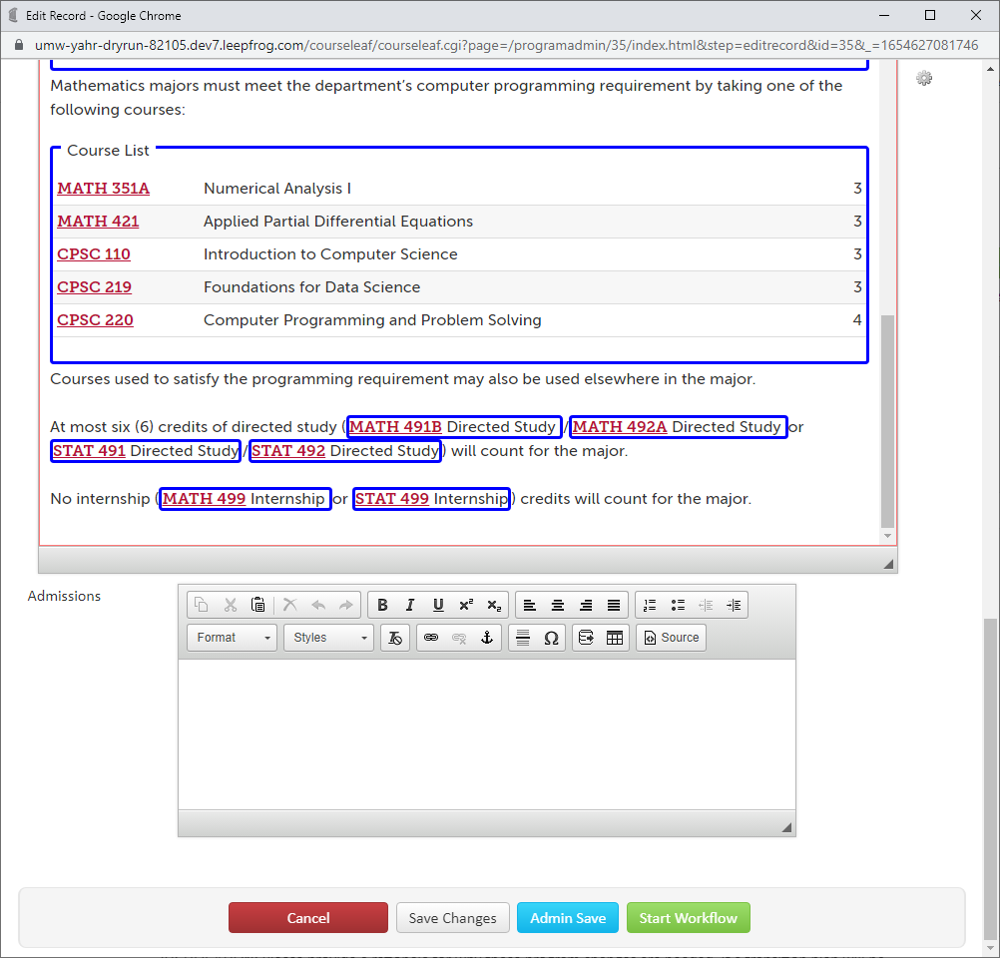 Edit Record - Google Chrome
umw-yahr-dryrun-82105.dev7.leepfrog.com/courseleaf/courseleaf.cgi?page=/programadmin/35/index.html&step=editrecord&id=35&_=1654627081746
Mathematics majors must meet the department's computer programming requirement by taking one of the
following courses:
Course List
MATH 351A Numerical Analysis I 3
MATH 421 Applied Partial Differential Equations 3
CPSC 110 Introduction to Computer Science 3
CPSC 219 Foundations for Data Science 3
CPSC 220 Computer Programming and Problem Solving 4
Courses used to satisfy the programming requirement may also be used elsewhere in the major.
At most six (6) credits of directed study (MATH 491B Directed Study /MATH 492A Directed Study or
STAT 491 Directed Study/STAT 492 Directed Study) will count for the major.
No internship (MATH 499 Internship or STAT 499 Internship) credits will count for the major.
Admissions
B I U x² x₂
Format Styles Ix Ω Source
Cancel Save Changes Admin Save Start Workflow